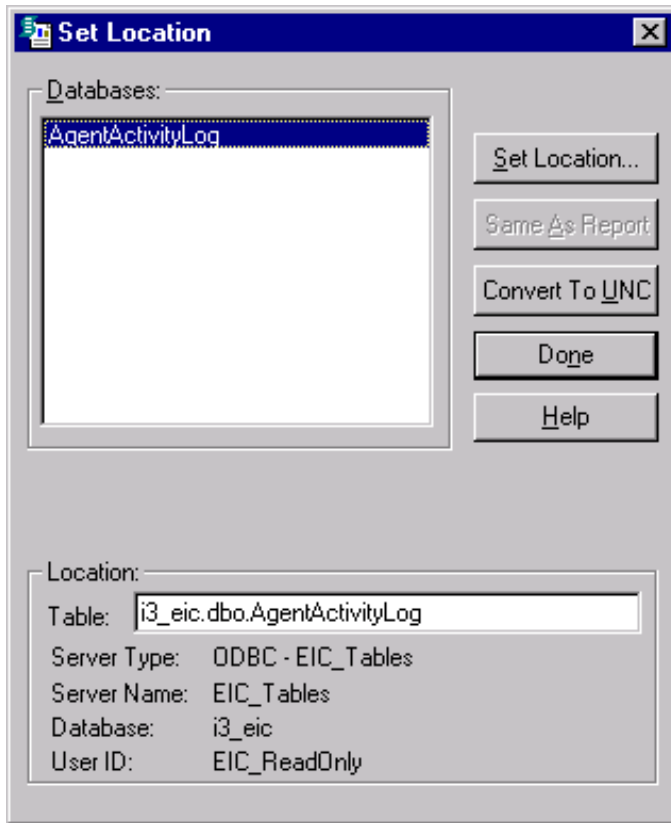 Set Location
Databases:
AgentActivityLog
Set Location...
Same As Report
Convert To UNC
Done
Help
Location:
Table: i3_eic.dbo.AgentActivityLog
Server Type: ODBC - EIC_Tables
Server Name: EIC_Tables
Database: i3_eic
User ID: EIC_ReadOnly